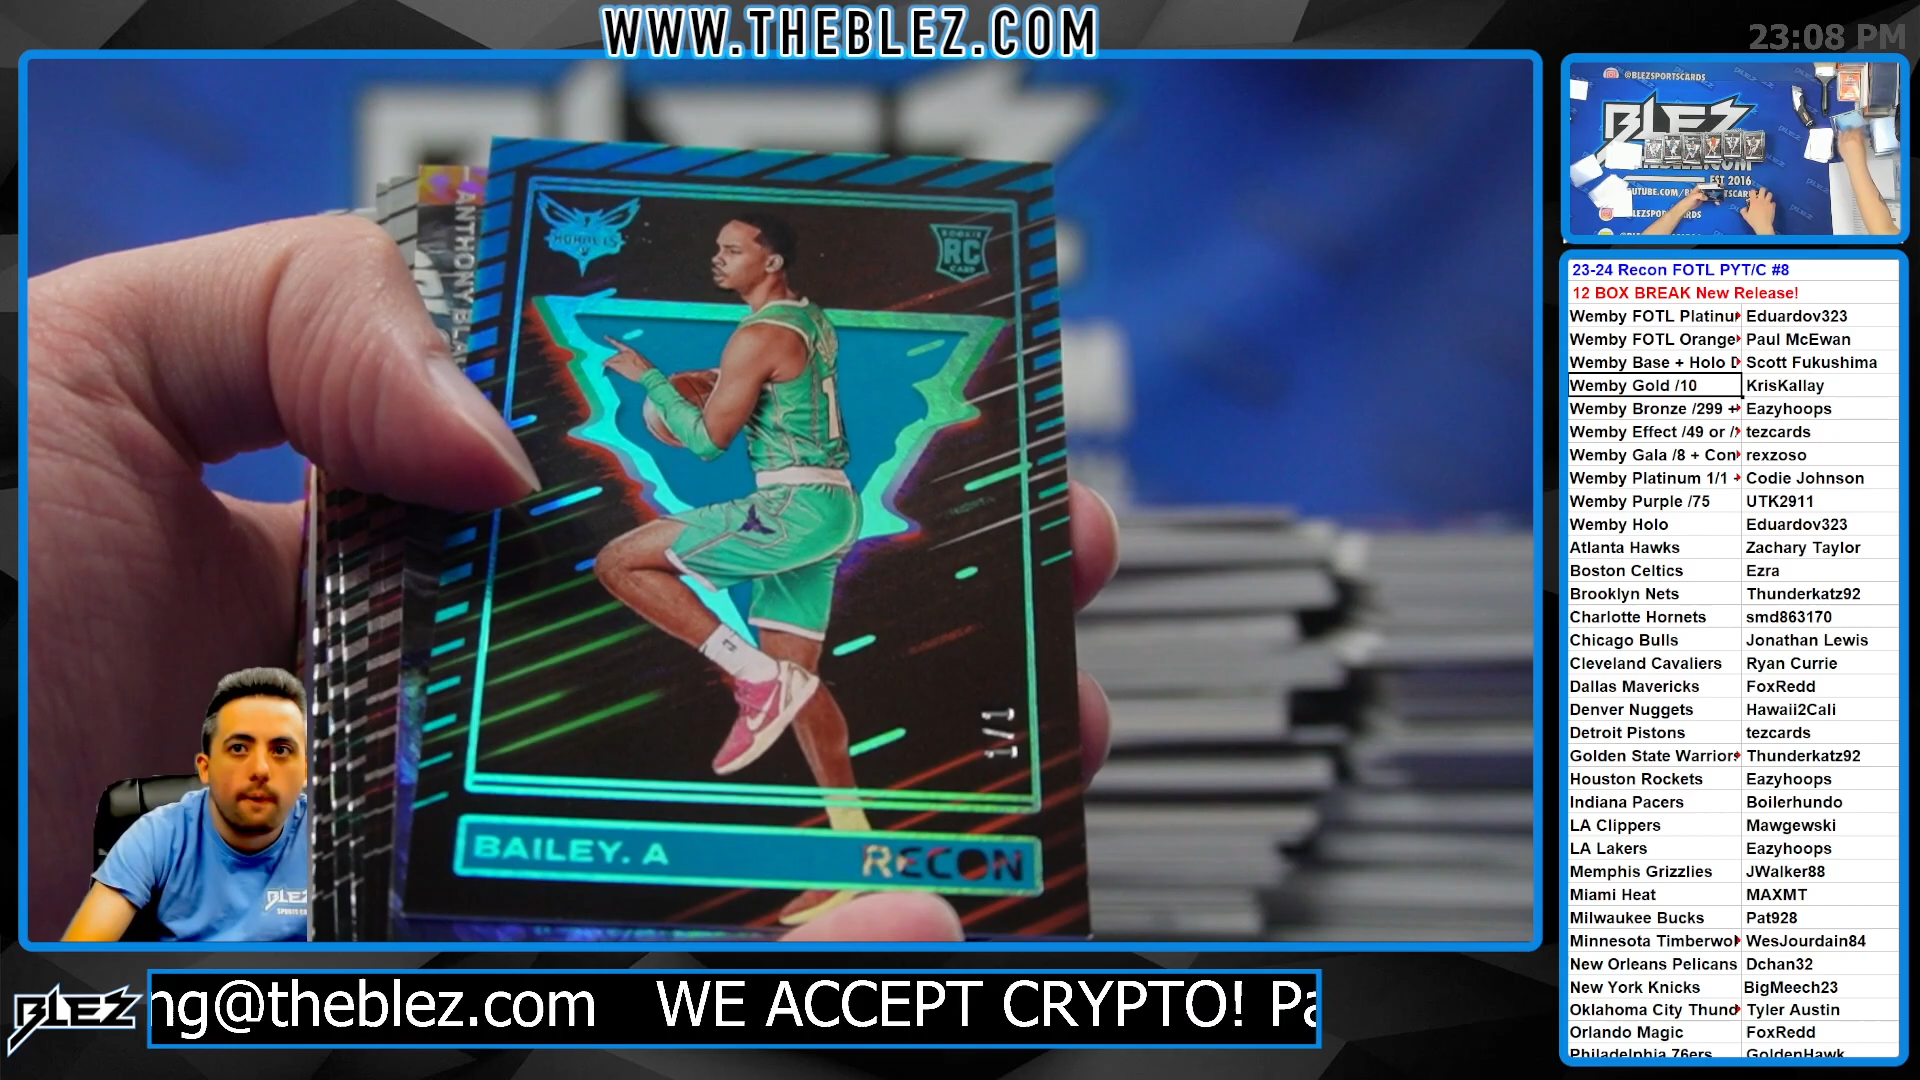 WWW.THEBLEZ.COM
23:08 PM
HORNETS
ROOKIE
RC
CARD
ANTHONY BLA
1/1
BAILEY. A
RECON
BLEZ
BLEZ
ng@theblez.com WE ACCEPT CRYPTO! Pa
@BLEZSPORTSCARDS
BLEZ
EST 2016
23-24 Recon FOTL PYT/C #8
12 BOX BREAK New Release!
Wemby FOTL Platinu Eduardov323
Wemby FOTL Orange Paul McEwan
Wemby Base + Holo D Scott Fukushima
Wemby Gold /10 KrisKallay
Wemby Bronze /299 + Eazyhoops
Wemby Effect /49 or / tezcards
Wemby Gala /8 + Con rexzoso
Wemby Platinum 1/1 + Codie Johnson
Wemby Purple /75 UTK2911
Wemby Holo Eduardov323
Atlanta Hawks Zachary Taylor
Boston Celtics Ezra
Brooklyn Nets Thunderkatz92
Charlotte Hornets smd863170
Chicago Bulls Jonathan Lewis
Cleveland Cavaliers Ryan Currie
Dallas Mavericks FoxRedd
Denver Nuggets Hawaii2Cali
Detroit Pistons tezcards
Golden State Warriors Thunderkatz92
Houston Rockets Eazyhoops
Indiana Pacers Boilerhundo
LA Clippers Mawgewski
LA Lakers Eazyhoops
Memphis Grizzlies JWalker88
Miami Heat MAXMT
Milwaukee Bucks Pat928
Minnesota Timberwol WesJourdain84
New Orleans Pelicans Dchan32
New York Knicks BigMeech23
Oklahoma City Thund Tyler Austin
Orlando Magic FoxRedd
Philadelphia 76ers GoldenHawk